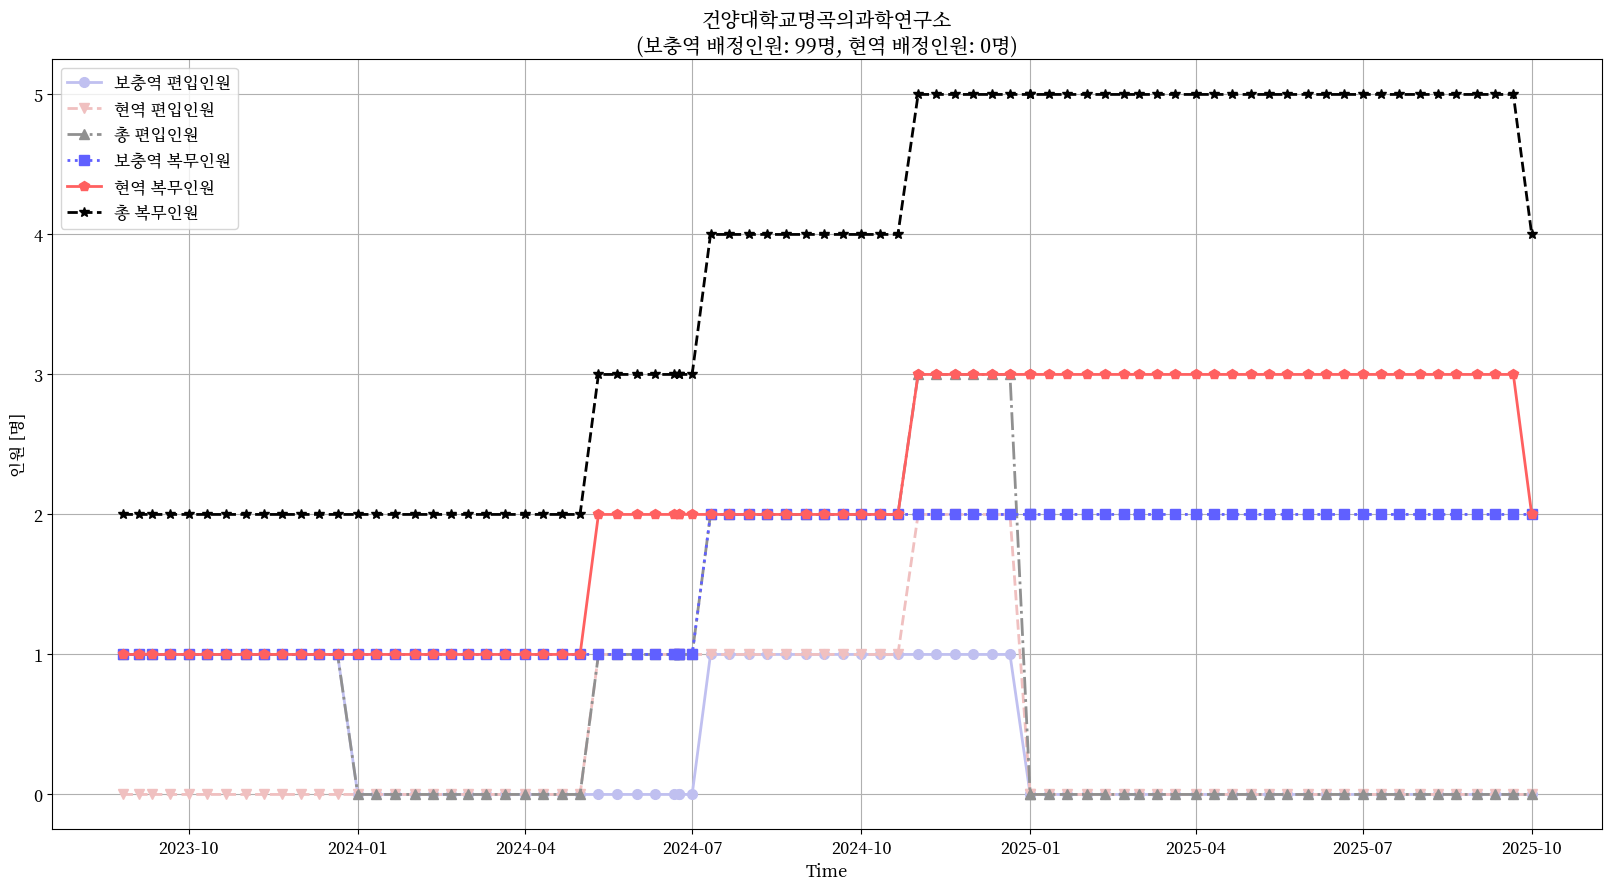 건양대학교명곡의과학연구소
(보충역 배정인원: 99명, 현역 배정인원: 0명)
보충역 편입인원
현역 편입인원
총 편입인원
보충역 복무인원
현역 복무인원
총 복무인원
5
4
3
2
1
0
인원 [명]
2023-10
2024-01
2024-04
2024-07
2024-10
2025-01
2025-04
2025-07
2025-10
Time